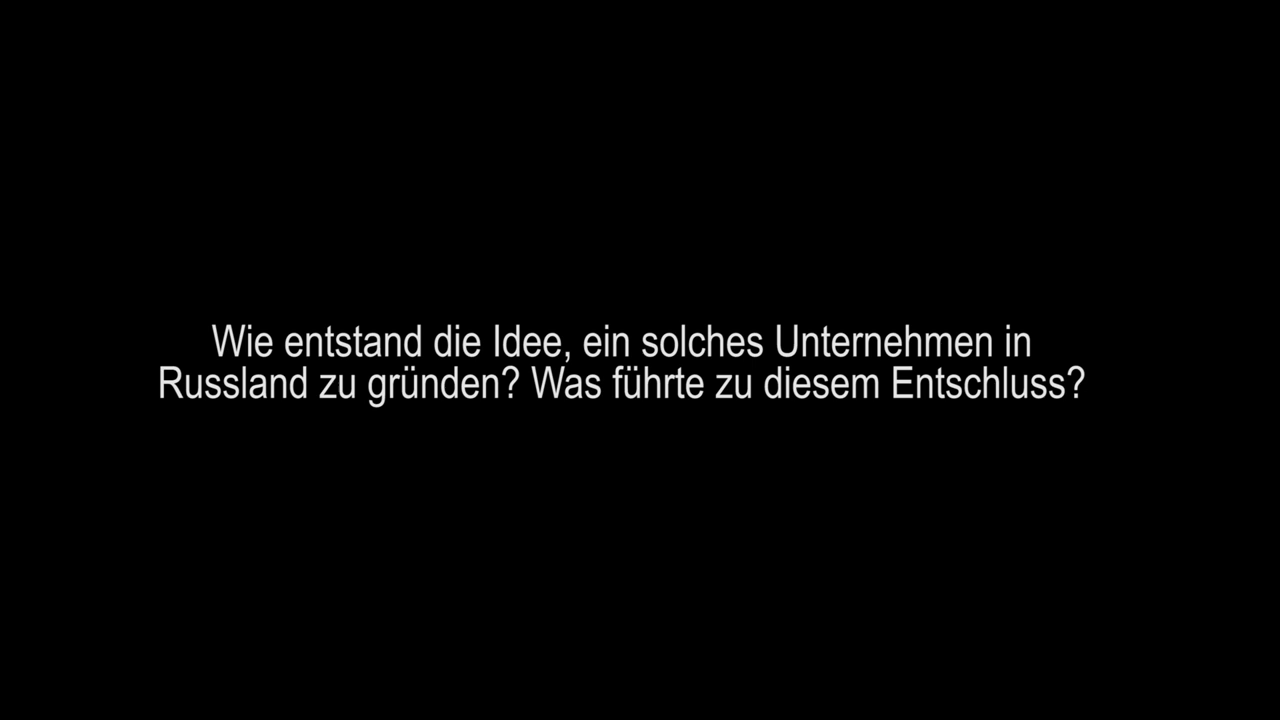 Wie entstand die Idee, ein solches Unternehmen in
Russland zu gründen? Was führte zu diesem Entschluss?